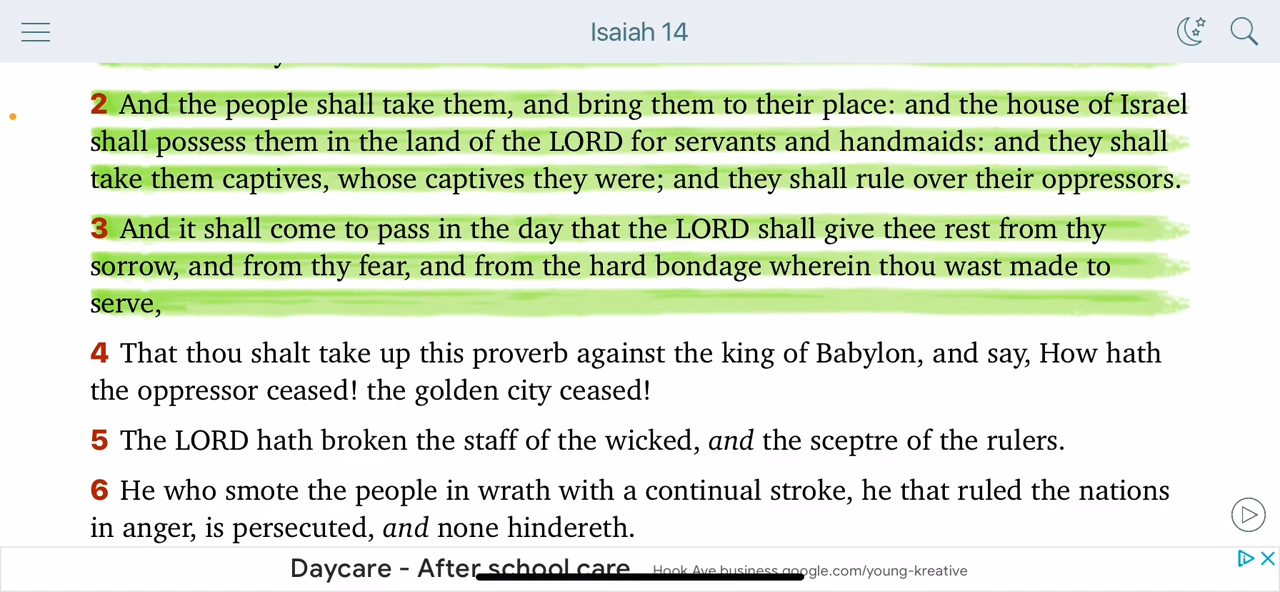 Isaiah 14
2 And the people shall take them, and bring them to their place: and the house of Israel
shall possess them in the land of the LORD for servants and handmaids: and they shall
take them captives, whose captives they were; and they shall rule over their oppressors.
3 And it shall come to pass in the day that the LORD shall give thee rest from thy
sorrow, and from thy fear, and from the hard bondage wherein thou wast made to
serve,
4 That thou shalt take up this proverb against the king of Babylon, and say, How hath
the oppressor ceased! the golden city ceased!
5 The LORD hath broken the staff of the wicked, and the sceptre of the rulers.
6 He who smote the people in wrath with a continual stroke, he that ruled the nations
in anger, is persecuted, and none hindereth.
Daycare - After school care Hook Ave business.google.com/young-kreative